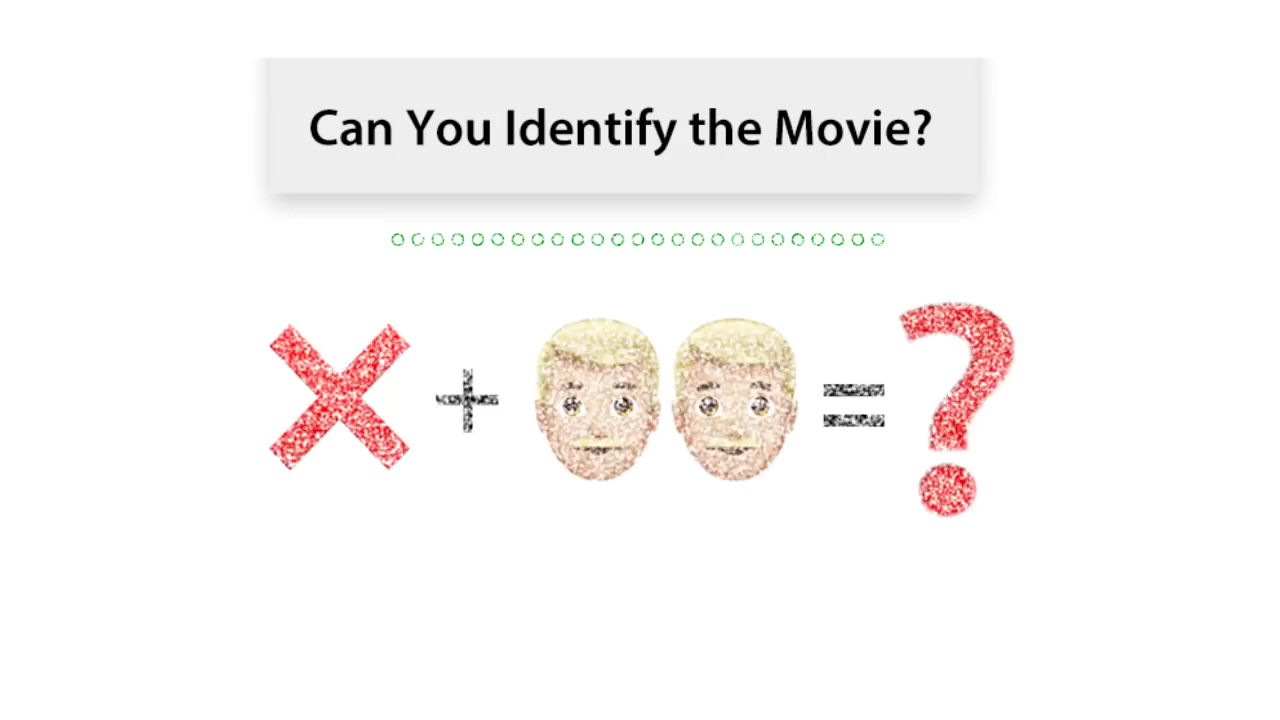 Can You Identify the Movie?
+ = ?